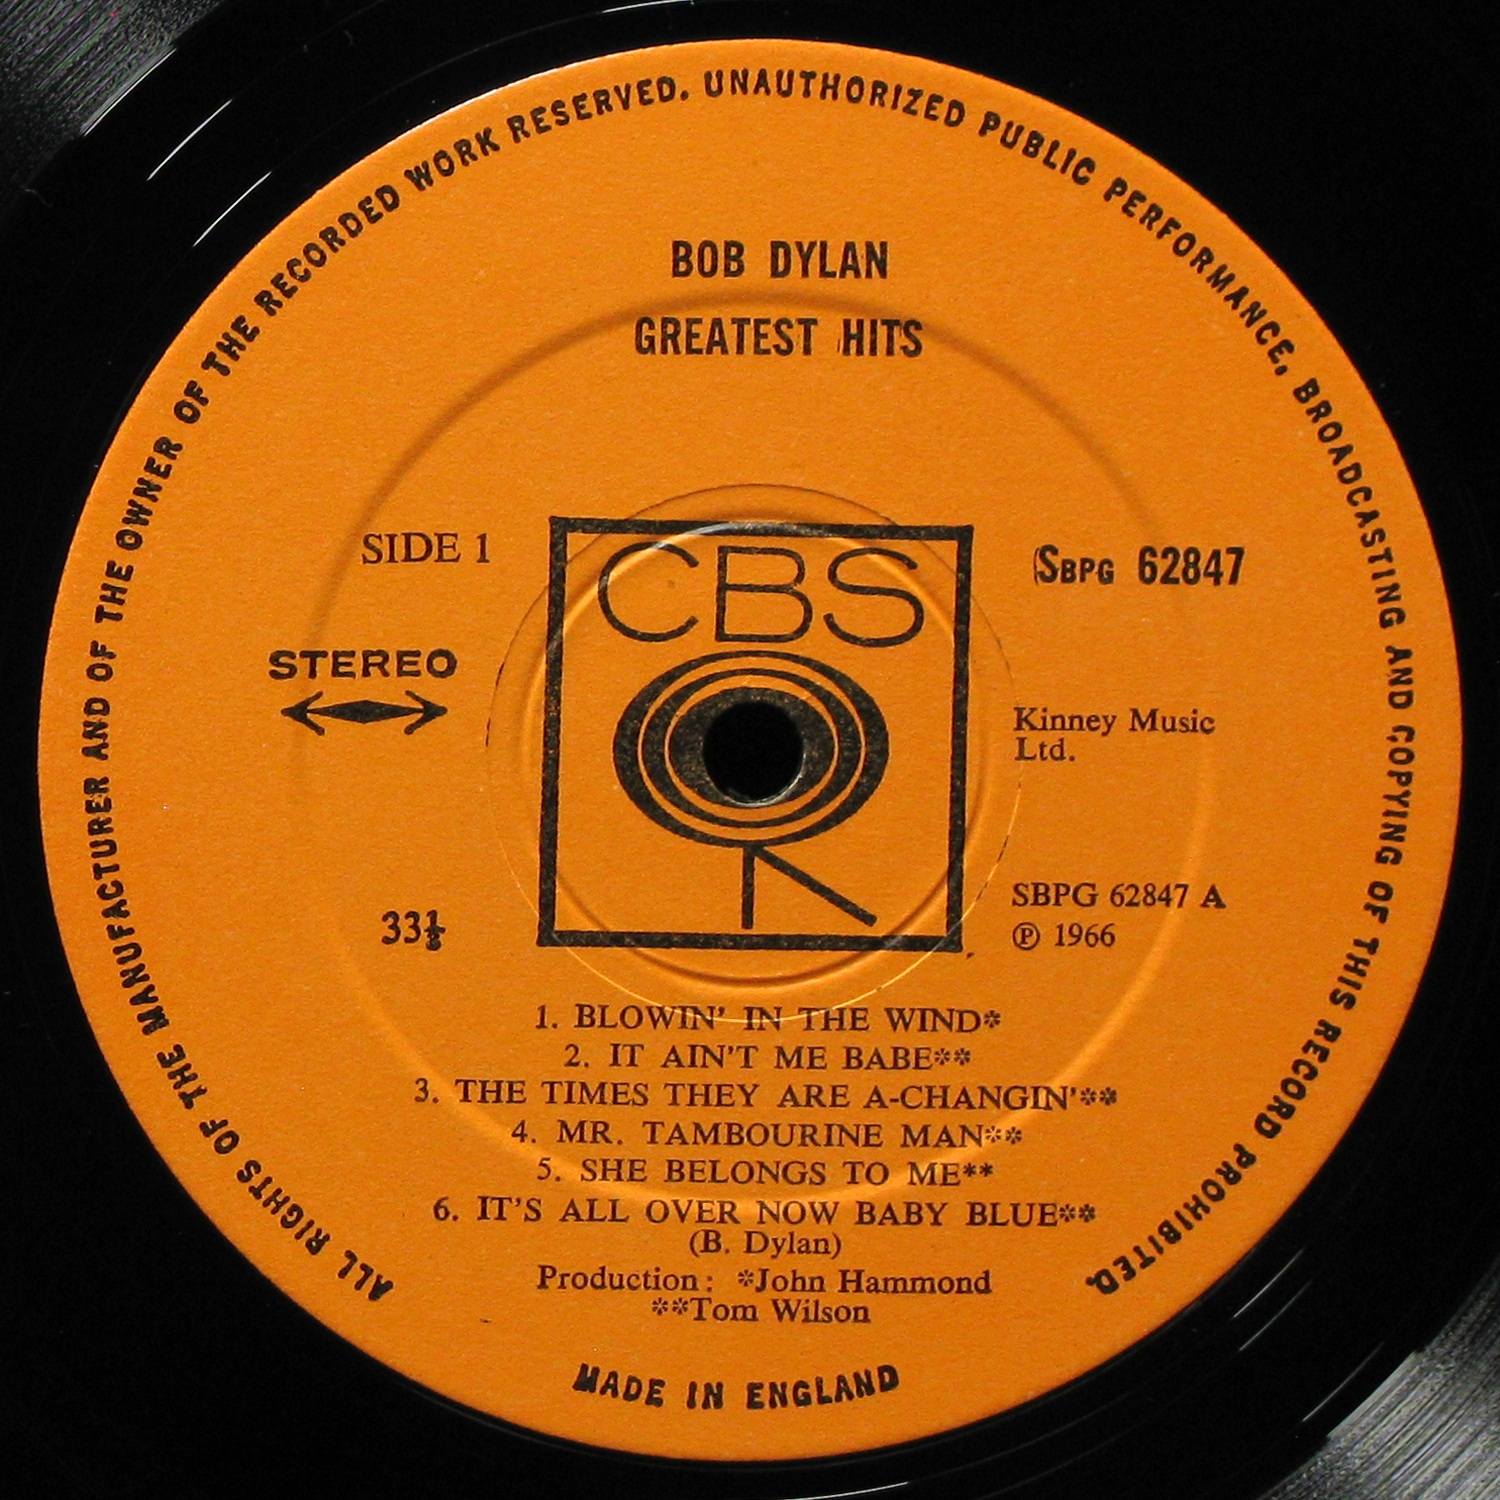 ALL RIGHTS OF THE MANUFACTURER AND OF THE OWNER OF THE RECORDED WORK RESERVED. UNAUTHORIZED PUBLIC PERFORMANCE, BROADCASTING AND COPYING OF THIS RECORD PROHIBITED.
BOB DYLAN
GREATEST HITS
SIDE 1
CBS
SBPG 62847
STEREO
Kinney Music
Ltd.
33⅓
SBPG 62847 A
℗ 1966
1. BLOWIN' IN THE WIND*
2. IT AIN'T ME BABE**
3. THE TIMES THEY ARE A-CHANGIN'**
4. MR. TAMBOURINE MAN**
5. SHE BELONGS TO ME**
6. IT'S ALL OVER NOW BABY BLUE**
(B. Dylan)
Production: *John Hammond
**Tom Wilson
MADE IN ENGLAND